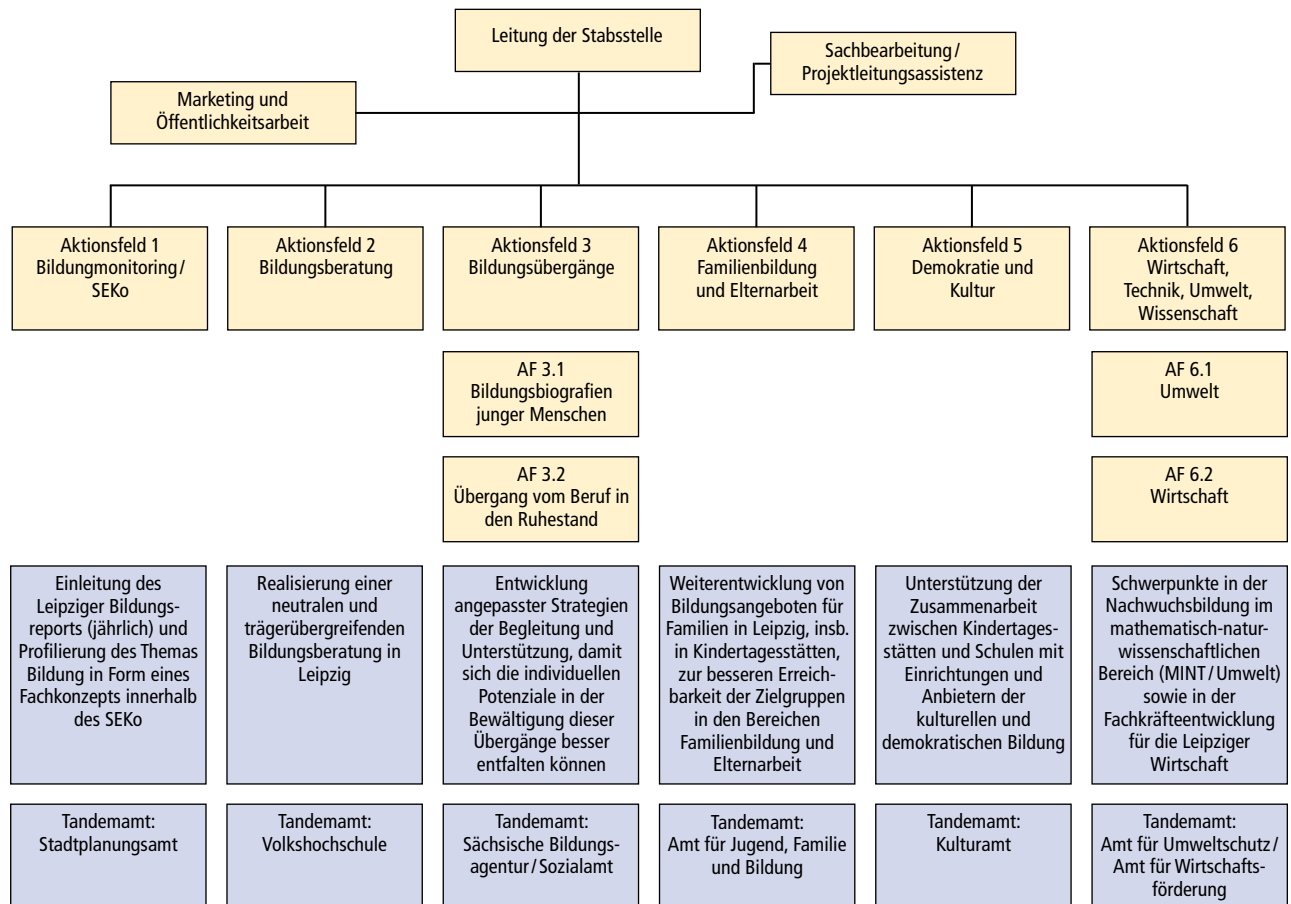 Leitung der Stabsstelle
Sachbearbeitung/
Projektleitungsassistenz
Marketing und
Öffentlichkeitsarbeit
Aktionsfeld 1
Bildungmonitoring/
SEKo
Aktionsfeld 2
Bildungsberatung
Aktionsfeld 3
Bildungsübergänge
Aktionsfeld 4
Familienbildung
und Elternarbeit
Aktionsfeld 5
Demokratie und
Kultur
Aktionsfeld 6
Wirtschaft,
Technik, Umwelt,
Wissenschaft
AF 3.1
Bildungsbiografien
junger Menschen
AF 6.1
Umwelt
AF 3.2
Übergang vom Beruf in
den Ruhestand
AF 6.2
Wirtschaft
Einleitung des
Leipziger Bildungs-
reports (jährlich) und
Profilierung des Themas
Bildung in Form eines
Fachkonzepts innerhalb
des SEKo
Realisierung einer
neutralen und
trägerübergreifenden
Bildungsberatung in
Leipzig
Entwicklung
angepasster Strategien
der Begleitung und
Unterstützung, damit
sich die individuellen
Potenziale in der
Bewältigung dieser
Übergänge besser
entfalten können
Weiterentwicklung von
Bildungsangeboten für
Familien in Leipzig, insb.
in Kindertagesstätten,
zur besseren Erreich-
barkeit der Zielgruppen
in den Bereichen
Familienbildung und
Elternarbeit
Unterstützung der
Zusammenarbeit
zwischen Kindertages-
stätten und Schulen mit
Einrichtungen und
Anbietern der
kulturellen und
demokratischen Bildung
Schwerpunkte in der
Nachwuchsbildung im
mathematisch-natur-
wissenschaftlichen
Bereich (MINT/Umwelt)
sowie in der
Fachkräfteentwicklung
für die Leipziger
Wirtschaft
Tandemamt:
Stadtplanungsamt
Tandemamt:
Volkshochschule
Tandemamt:
Sächsische Bildungs-
agentur/Sozialamt
Tandemamt:
Amt für Jugend, Familie
und Bildung
Tandemamt:
Kulturamt
Tandemamt:
Amt für Umweltschutz/
Amt für Wirtschafts-
förderung